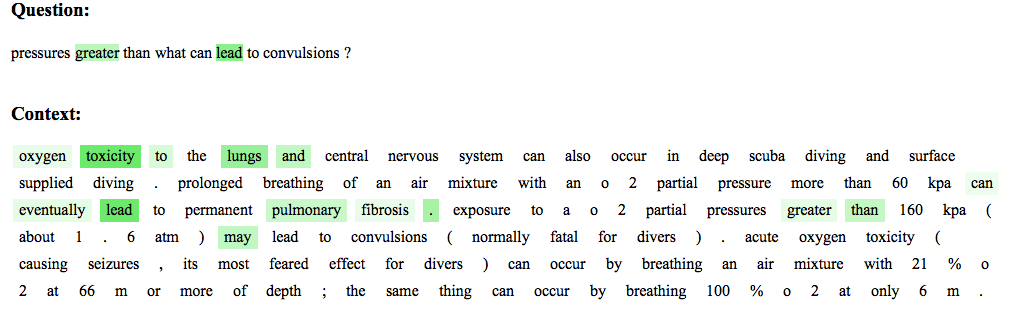 Question:
pressures greater than what can lead to convulsions ?
Context:
oxygen toxicity to the lungs and central nervous system can also occur in deep scuba diving and surface
supplied diving . prolonged breathing of an air mixture with an o 2 partial pressure more than 60 kpa can
eventually lead to permanent pulmonary fibrosis . exposure to a o 2 partial pressures greater than 160 kpa (
about 1 . 6 atm ) may lead to convulsions ( normally fatal for divers ) . acute oxygen toxicity (
causing seizures , its most feared effect for divers ) can occur by breathing an air mixture with 21 % o
2 at 66 m or more of depth ; the same thing can occur by breathing 100 % o 2 at only 6 m .